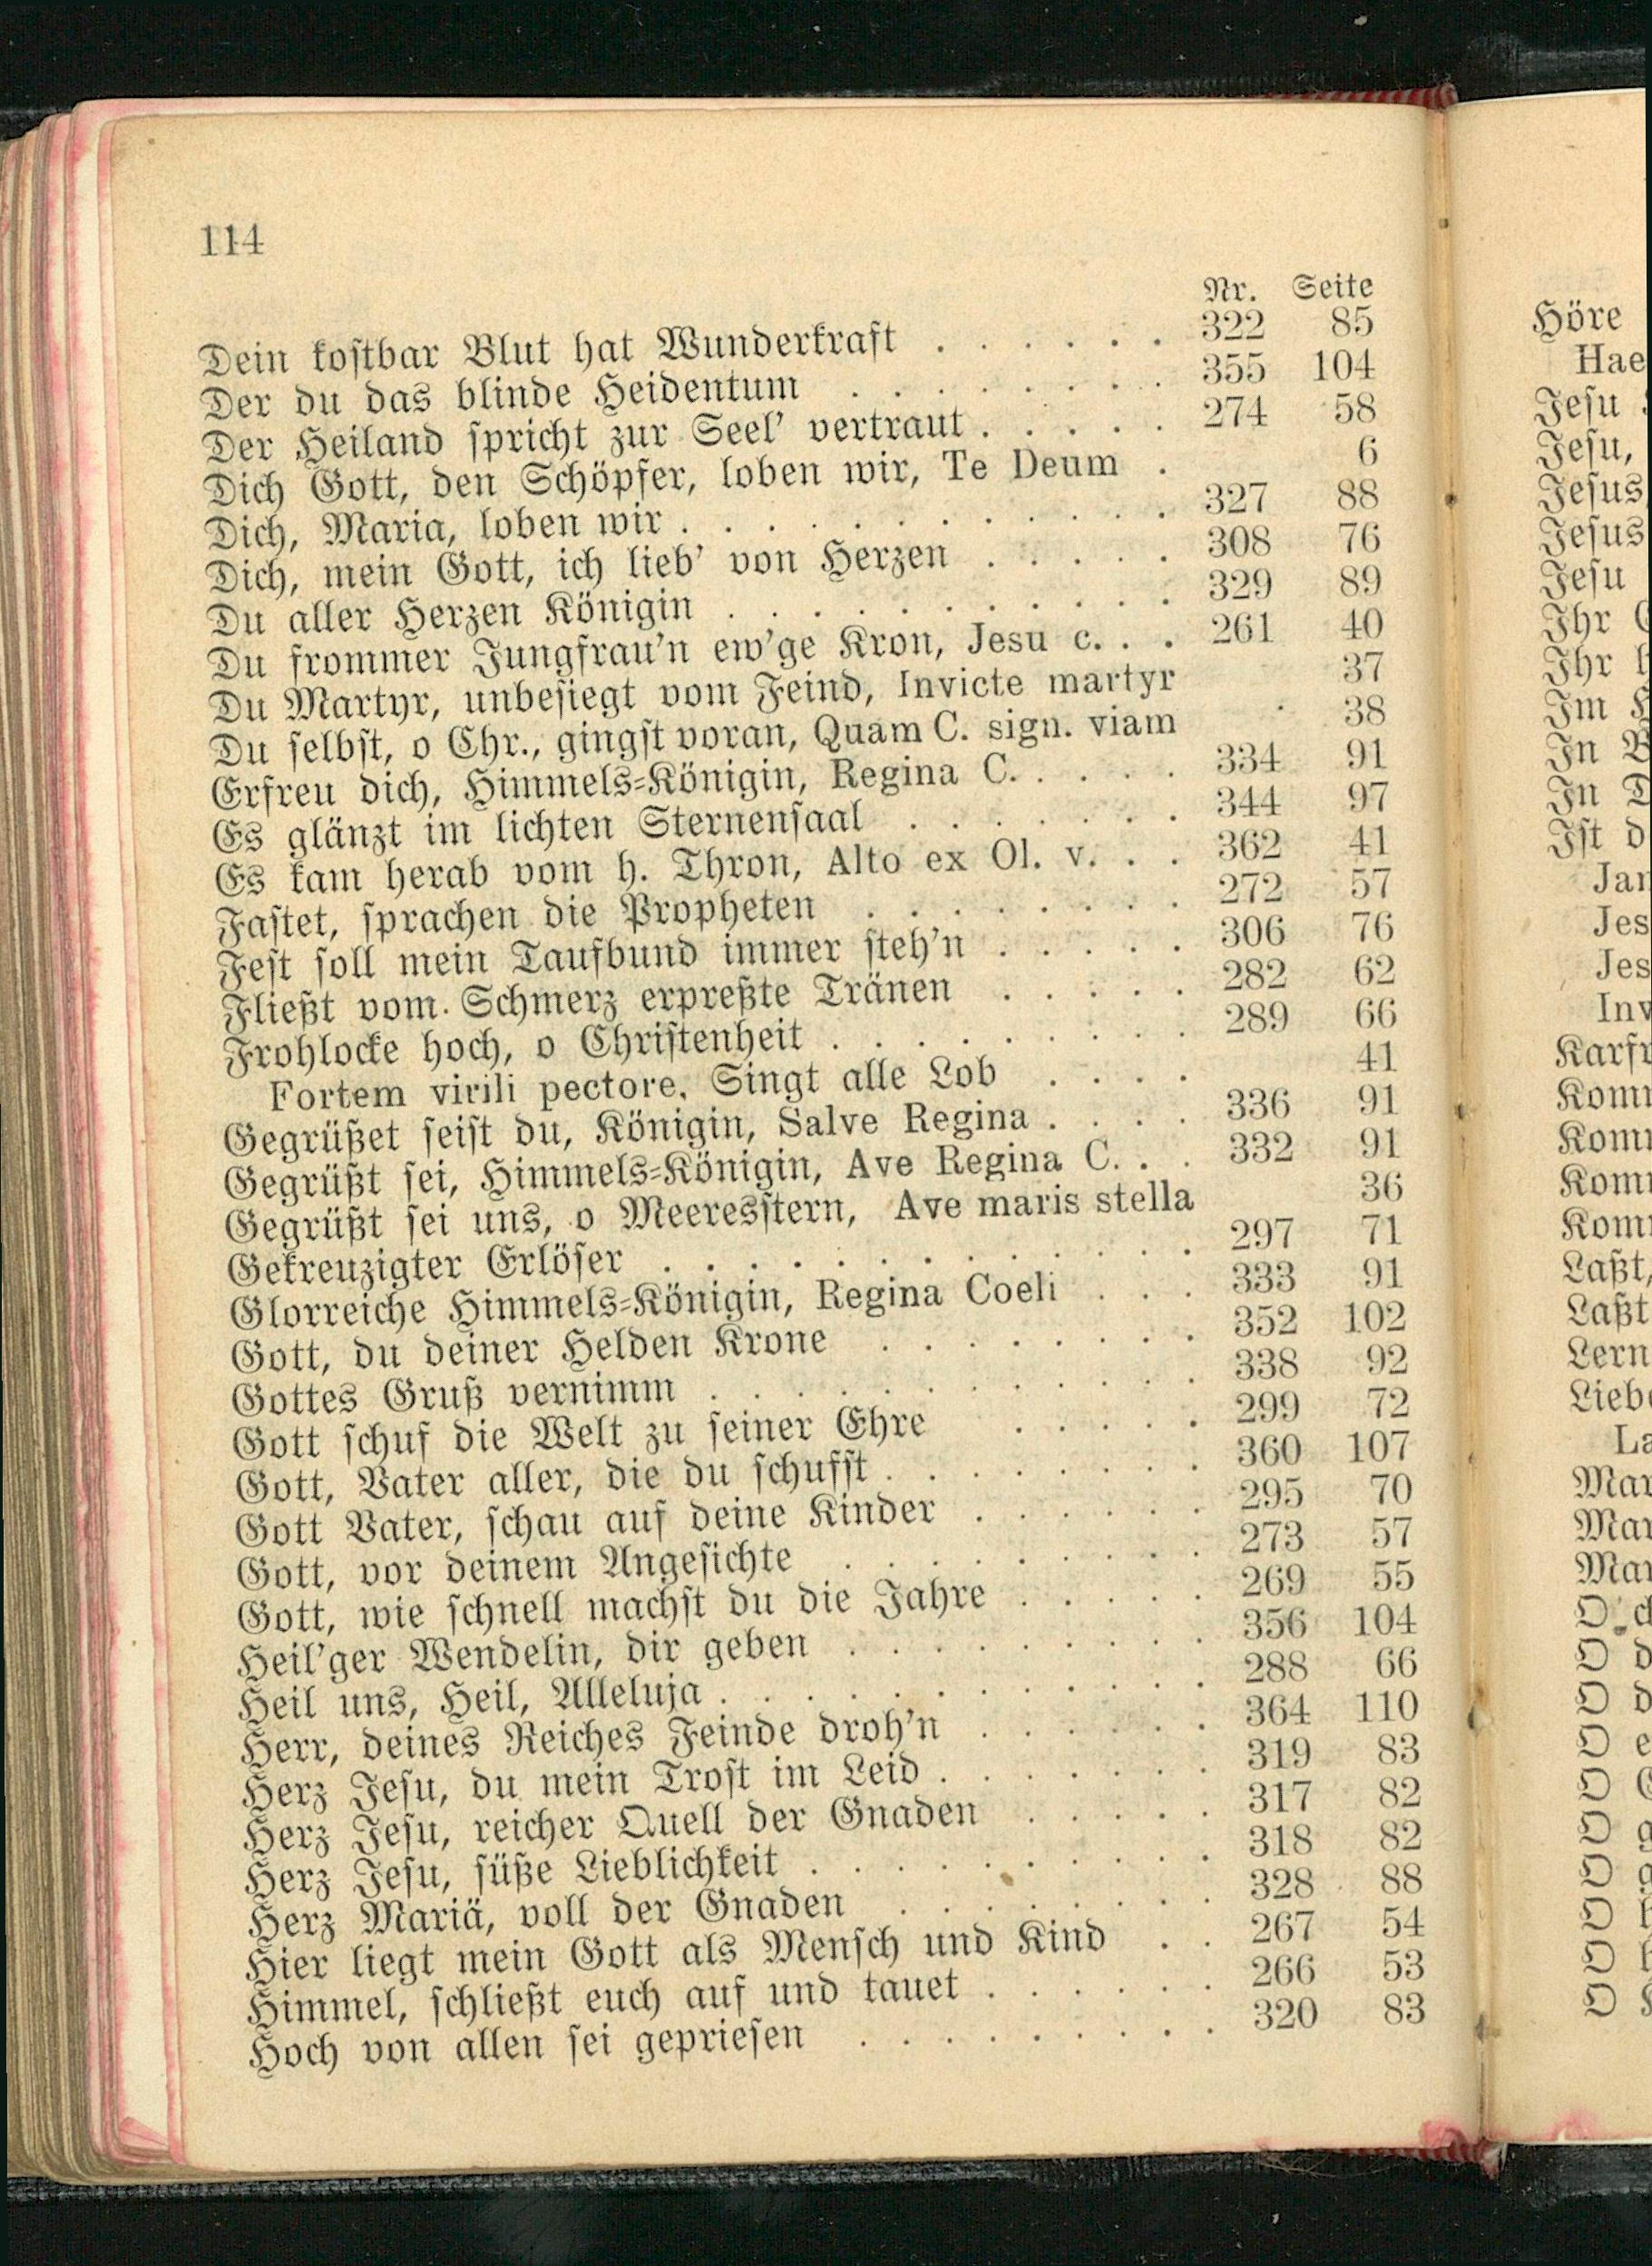 114
Nr. Seite
Dein kostbar Blut hat Wunderkraft . . . . . . 322 85
Der du das blinde Heidentum . . . . . . . . 355 104
Der Heiland spricht zur Seel' vertraut . . . . . 274 58
Dich Gott, den Schöpfer, loben wir, Te Deum . 6
Dich, Maria, loben wir . . . . . . . . . . . . 327 88
Dich, mein Gott, ich lieb' von Herzen . . . . . 308 76
Du aller Herzen Königin . . . . . . . . . . . 329 89
Du frommer Jungfrau'n ew'ge Kron, Jesu c. . . 261 40
Du Martyr, unbesiegt vom Feind, Invicte martyr 37
Du selbst, o Chr., gingst voran, Quam C. sign. viam 38
Erfreu dich, Himmels-Königin, Regina C. . . . . 334 91
Es glänzt im lichten Sternensaal . . . . . . . 344 97
Es kam herab vom h. Thron, Alto ex Ol. v. . . 362 41
Fastet, sprachen die Propheten . . . . . . . . 272 57
Fest soll mein Taufbund immer steh'n . . . . . 306 76
Fließt vom Schmerz erpreßte Tränen . . . . . 282 62
Frohlocke hoch, o Christenheit . . . . . . . . . 289 66
Fortem virili pectore, Singt alle Lob . . . . 41
Gegrüßet seist du, Königin, Salve Regina . . . . 336 91
Gegrüßt sei, Himmels-Königin, Ave Regina C. . . 332 91
Gegrüßt sei uns, o Meeresstern, Ave maris stella 36
Gekreuzigter Erlöser . . . . . . . . . . . . . 297 71
Glorreiche Himmels-Königin, Regina Coeli . . . 333 91
Gott, du deiner Helden Krone . . . . . . . . 352 102
Gottes Gruß vernimm . . . . . . . . . . . . 338 92
Gott schuf die Welt zu seiner Ehre . . . . . 299 72
Gott, Vater aller, die du schufst . . . . . . . . 360 107
Gott Vater, schau auf deine Kinder . . . . . . 295 70
Gott, vor deinem Angesichte . . . . . . . . . 273 57
Gott, wie schnell machst du die Jahre . . . . . 269 55
Heil'ger Wendelin, dir geben . . . . . . . . . 356 104
Heil uns, Heil, Alleluja . . . . . . . . . . . . 288 66
Herr, deines Reiches Feinde droh'n . . . . . . 364 110
Herz Jesu, du mein Trost im Leid . . . . . . . 319 83
Herz Jesu, reicher Quell der Gnaden . . . . . 317 82
Herz Jesu, süße Lieblichkeit . . . . . . . . . . 318 82
Herz Mariä, voll der Gnaden . . . . . . . . 328 88
Hier liegt mein Gott als Mensch und Kind . . 267 54
Himmel, schließt euch auf und tauet . . . . . . 266 53
Hoch von allen sei gepriesen . . . . . . . . . 320 83
Höre
Jesu
Jesu,
Jesus
Jesus
Jesu
Ihr
Ihr
Im
In
In
Ist
Laßt,
Laßt
O
O
O
O
O
O
O
O
O
O